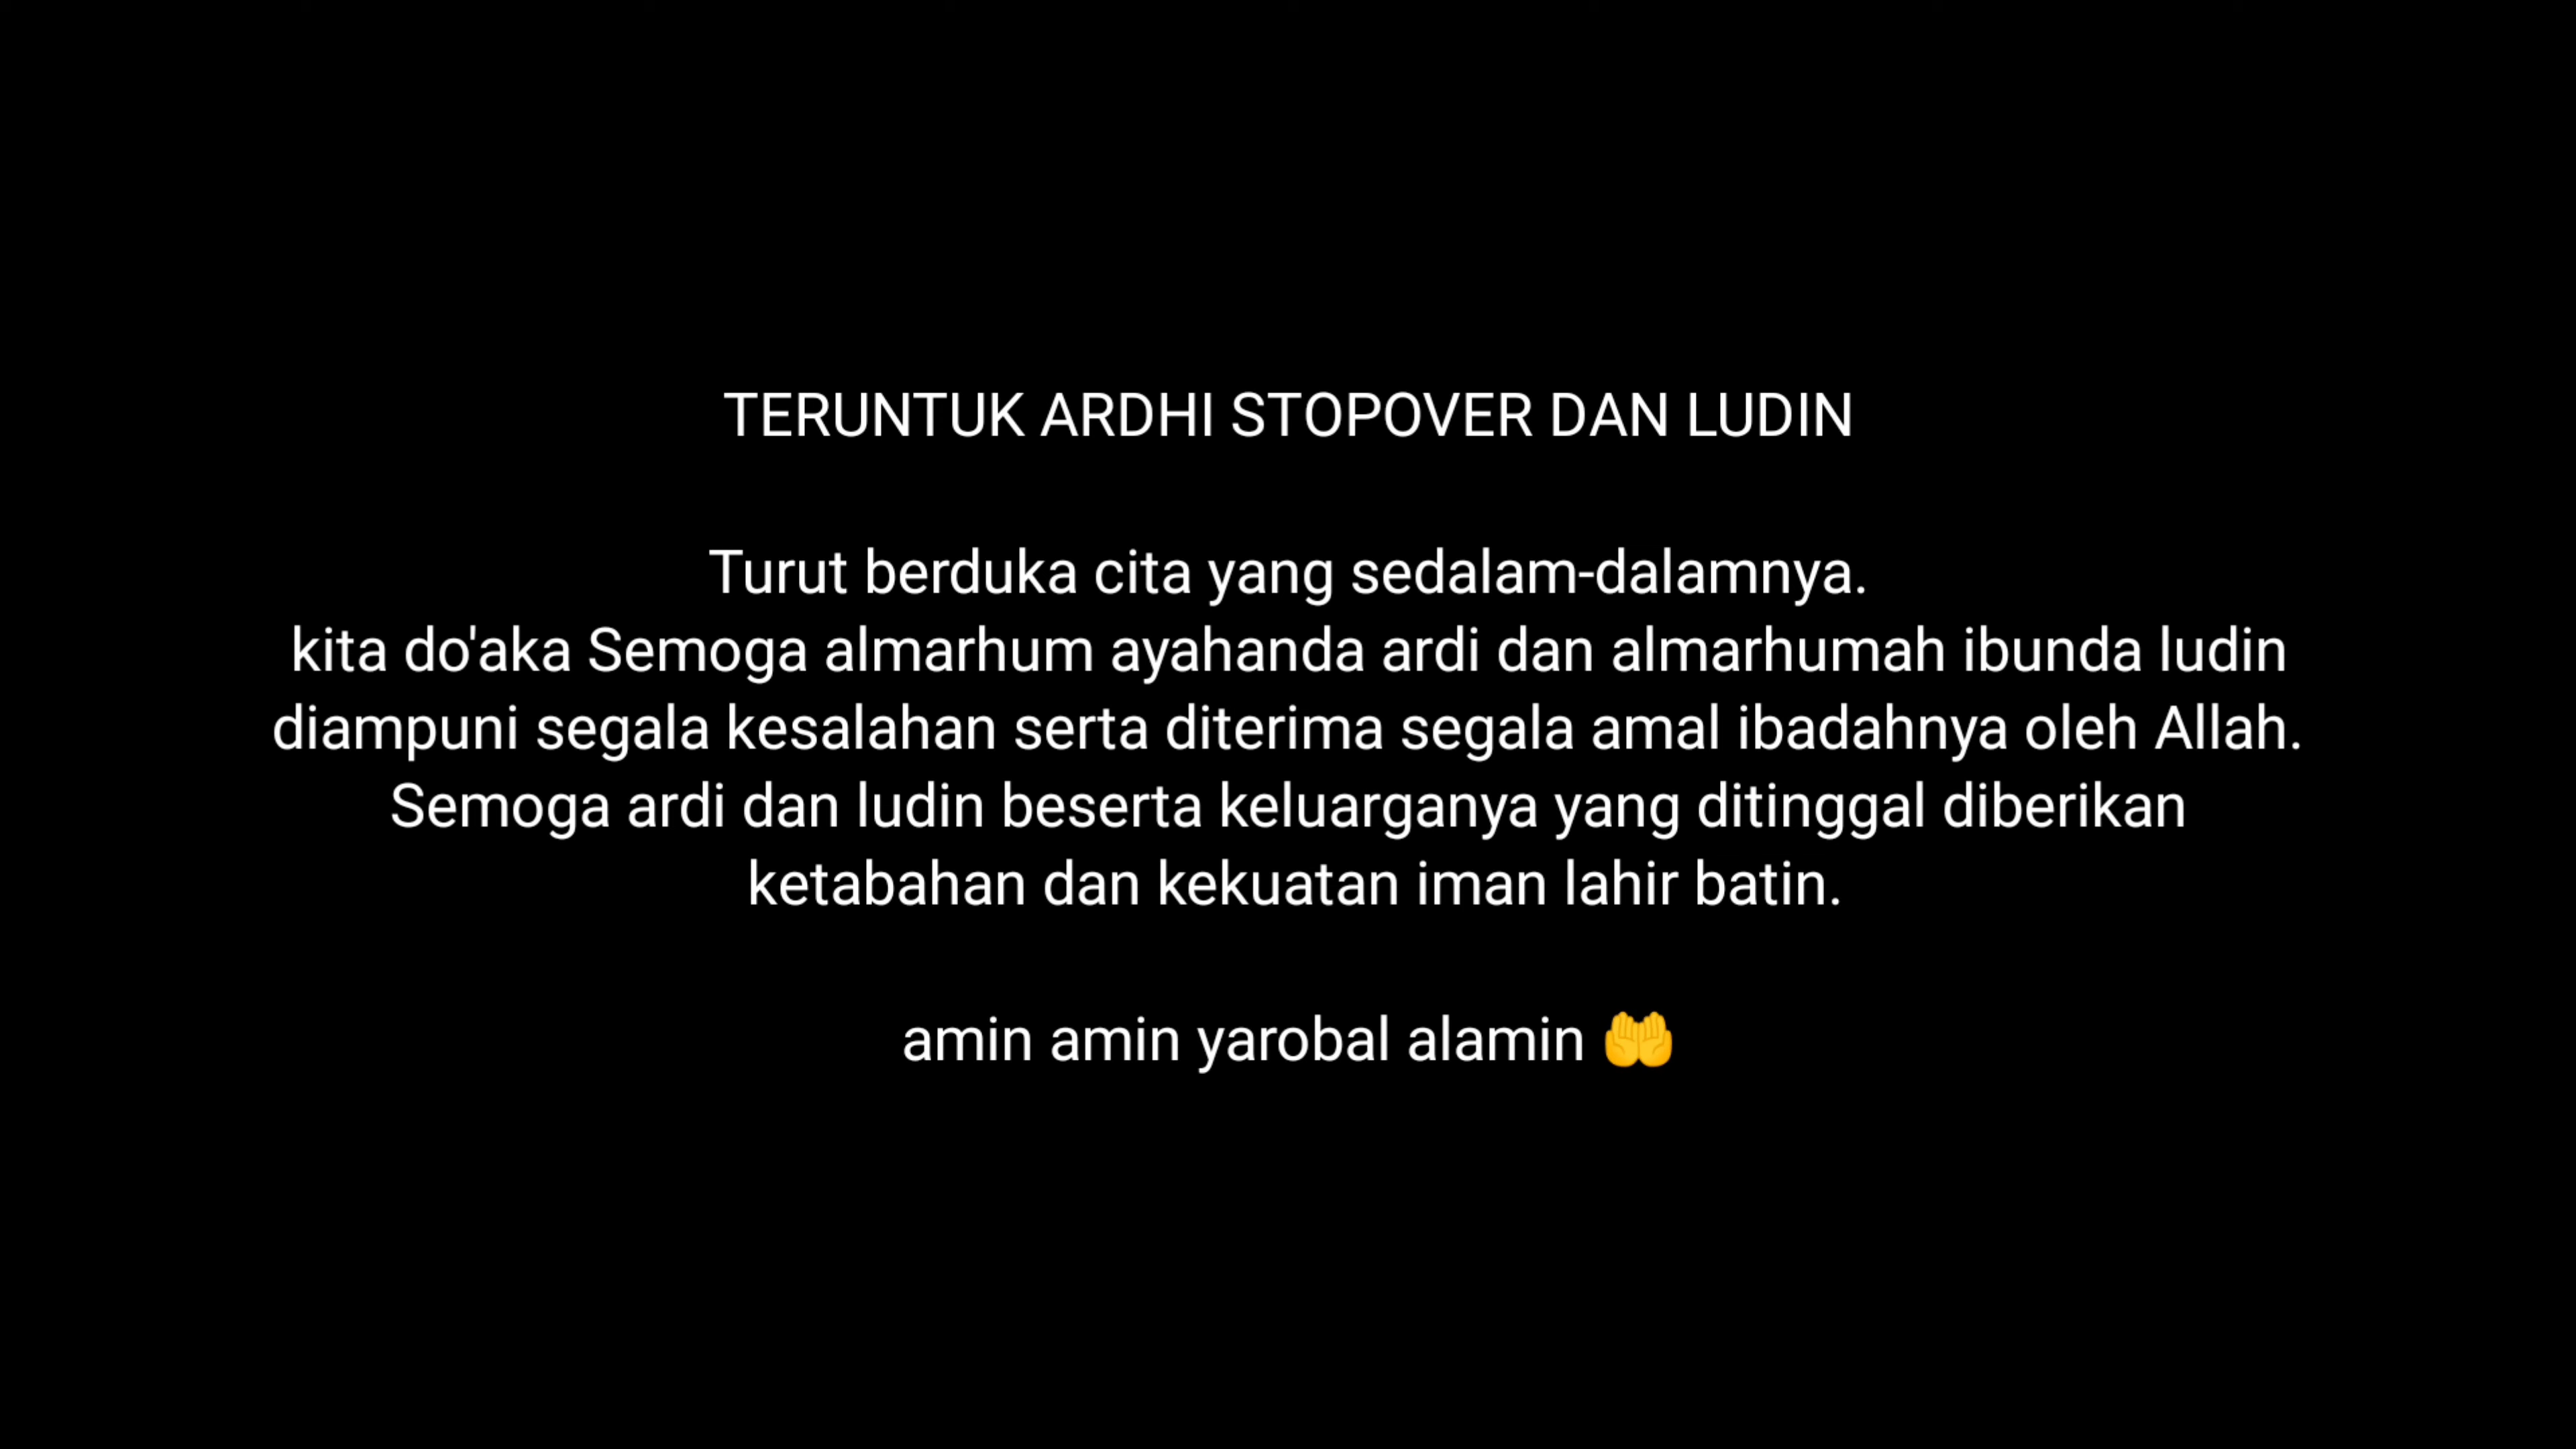 TERUNTUK ARDHI STOPOVER DAN LUDIN
Turut berduka cita yang sedalam-dalamnya.
kita do'aka Semoga almarhum ayahanda ardi dan almarhumah ibunda ludin
diampuni segala kesalahan serta diterima segala amal ibadahnya oleh Allah.
Semoga ardi dan ludin beserta keluarganya yang ditinggal diberikan
ketabahan dan kekuatan iman lahir batin.
amin amin yarobal alamin 🤲